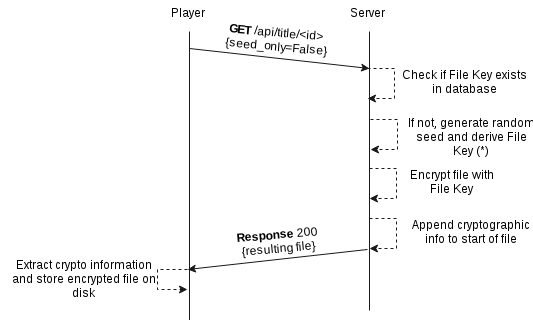 Player
Server
GET /api/title/<id>
{seed_only=False}
Check if File Key exists
in database
If not, generate random
seed and derive File
Key (*)
Encrypt file with
File Key
Append cryptographic
info to start of file
Response 200
{resulting file}
Extract crypto information
and store encrypted file on
disk